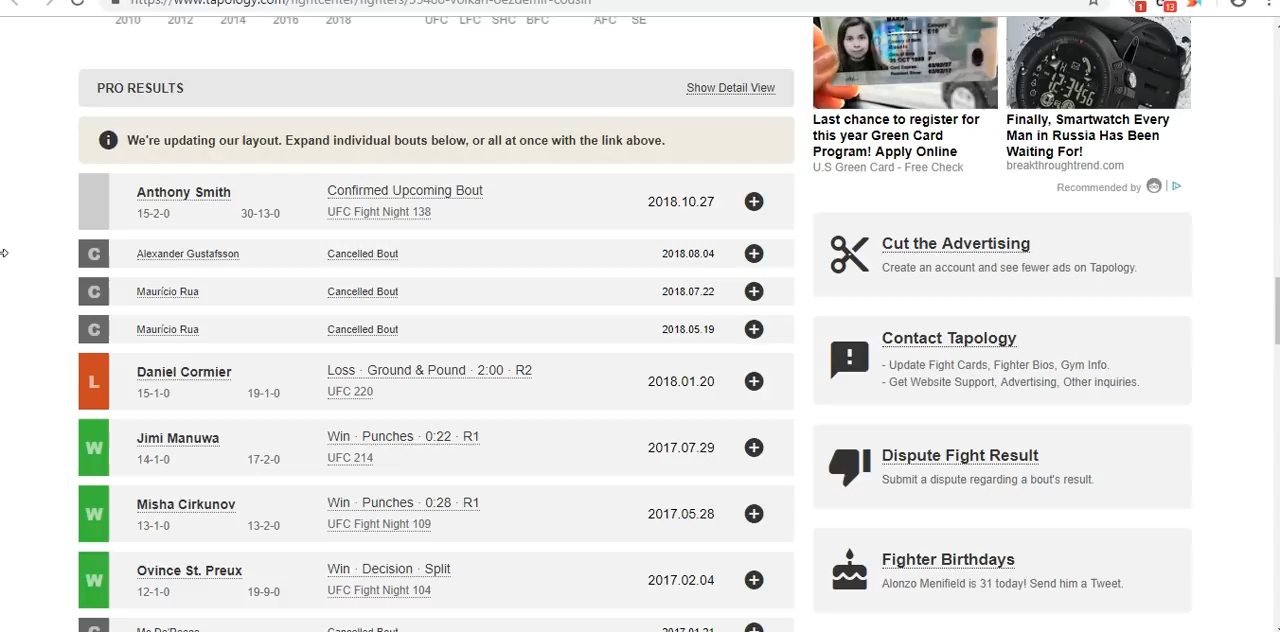 2010 2012 2014 2016 2018 UFC LFC SHC BFC AFC SE
PRO RESULTS Show Detail View
We're updating our layout. Expand individual bouts below, or all at once with the link above.
Anthony Smith Confirmed Upcoming Bout 2018.10.27
15-2-0 30-13-0 UFC Fight Night 138
C Alexander Gustafsson Cancelled Bout 2018.08.04
C Maurício Rua Cancelled Bout 2018.07.22
C Maurício Rua Cancelled Bout 2018.05.19
L Daniel Cormier Loss · Ground & Pound · 2:00 · R2 2018.01.20
15-1-0 19-1-0 UFC 220
W Jimi Manuwa Win · Punches · 0:22 · R1 2017.07.29
14-1-0 17-2-0 UFC 214
W Misha Cirkunov Win · Punches · 0:28 · R1 2017.05.28
13-1-0 13-2-0 UFC Fight Night 109
W Ovince St. Preux Win · Decision · Split 2017.02.04
12-1-0 19-9-0 UFC Fight Night 104
Cancelled Bout
Last chance to register for
this year Green Card
Program! Apply Online
U.S Green Card - Free Check
Finally, Smartwatch Every
Man in Russia Has Been
Waiting For!
breakthroughtrend.com
Recommended by
Cut the Advertising
Create an account and see fewer ads on Tapology.
Contact Tapology
- Update Fight Cards, Fighter Bios, Gym Info.
- Get Website Support, Advertising, Other inquiries.
Dispute Fight Result
Submit a dispute regarding a bout's result.
Fighter Birthdays
Alonzo Menifield is 31 today! Send him a Tweet.